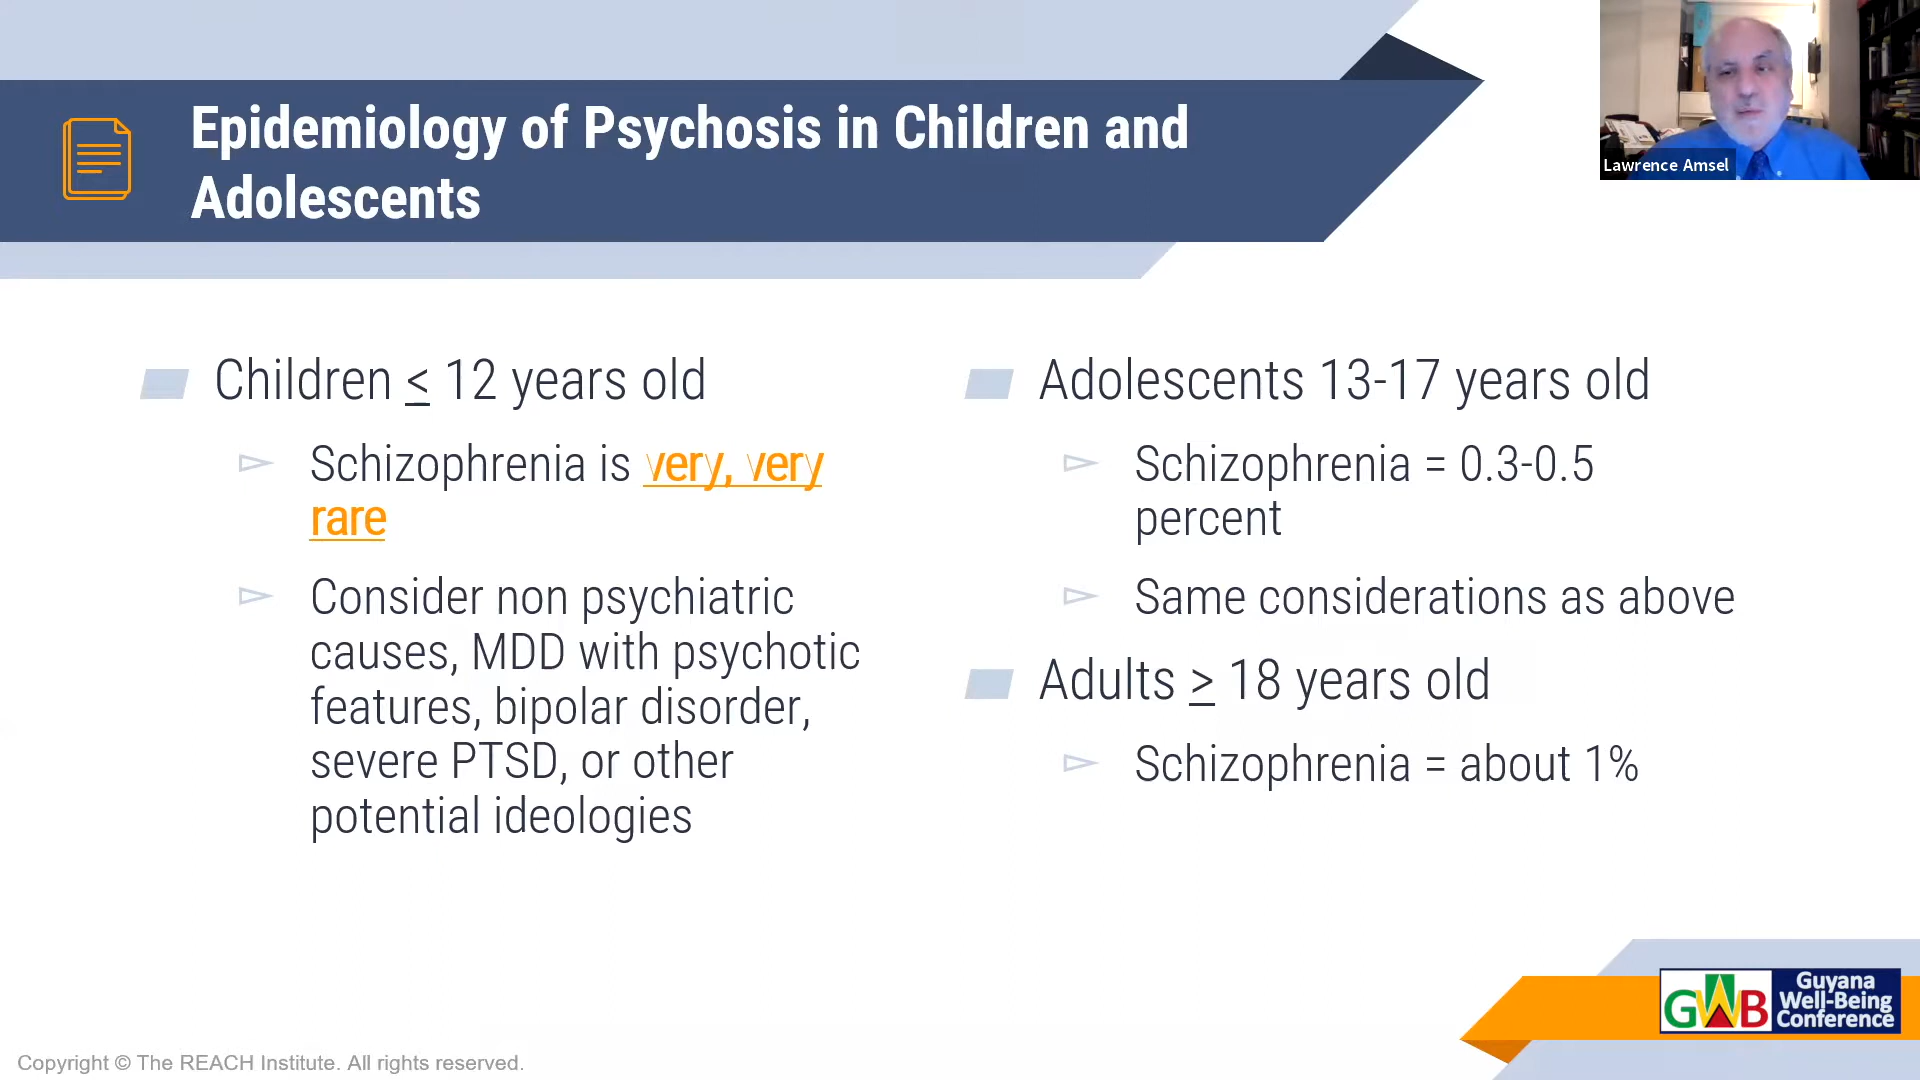 Epidemiology of Psychosis in Children and
Adolescents
Lawrence Amsel
Children ≤ 12 years old
Schizophrenia is very, very
rare
Consider non psychiatric
causes, MDD with psychotic
features, bipolar disorder,
severe PTSD, or other
potential ideologies
Adolescents 13-17 years old
Schizophrenia = 0.3-0.5
percent
Same considerations as above
Adults ≥ 18 years old
Schizophrenia = about 1%
GWB
Guyana
Well-Being
Conference
Copyright © The REACH Institute. All rights reserved.